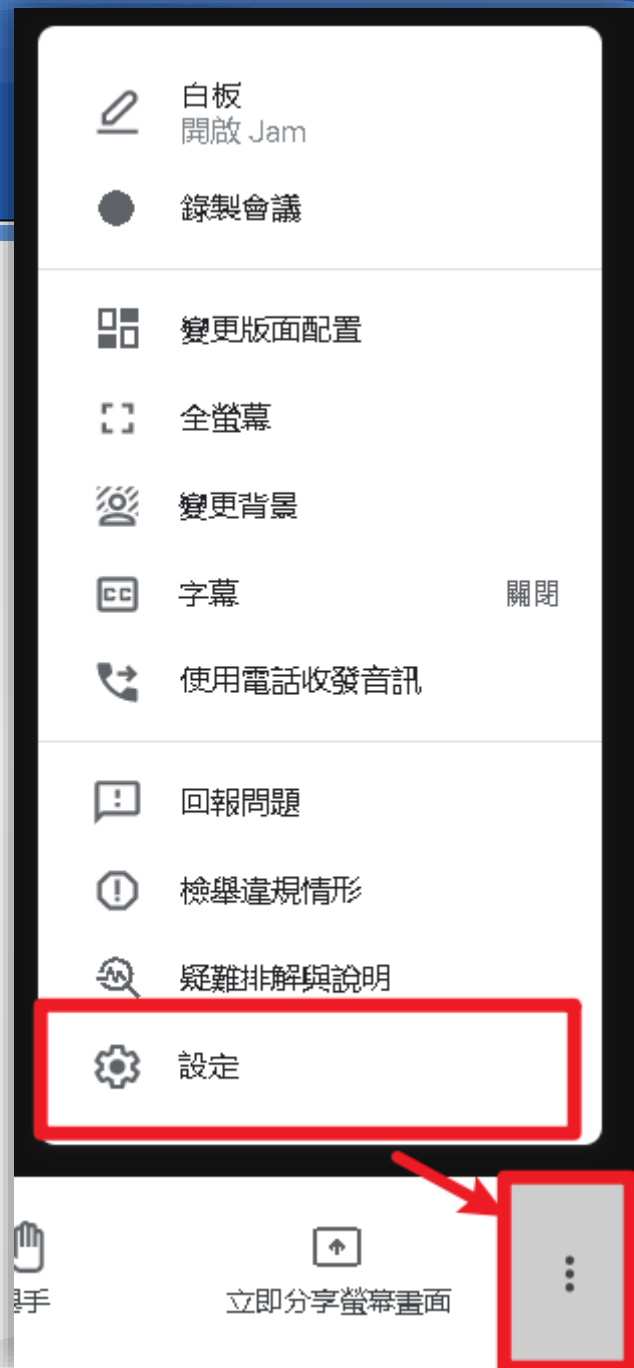 白板
開啟 Jam
錄製會議
變更版面配置
全螢幕
變更背景
CC
字幕
關閉
使用電話收發音訊
回報問題
檢舉違規情形
疑難排解與說明
設定
手
立即分享螢幕畫面